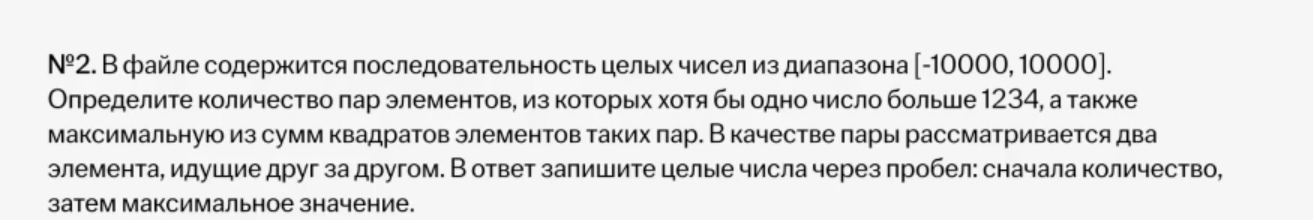 №2. В файле содержится последовательность целых чисел из диапазона [-10000, 10000].
Определите количество пар элементов, из которых хотя бы одно число больше 1234, а также
максимальную из сумм квадратов элементов таких пар. В качестве пары рассматривается два
элемента, идущие друг за другом. В ответ запишите целые числа через пробел: сначала количество,
затем максимальное значение.